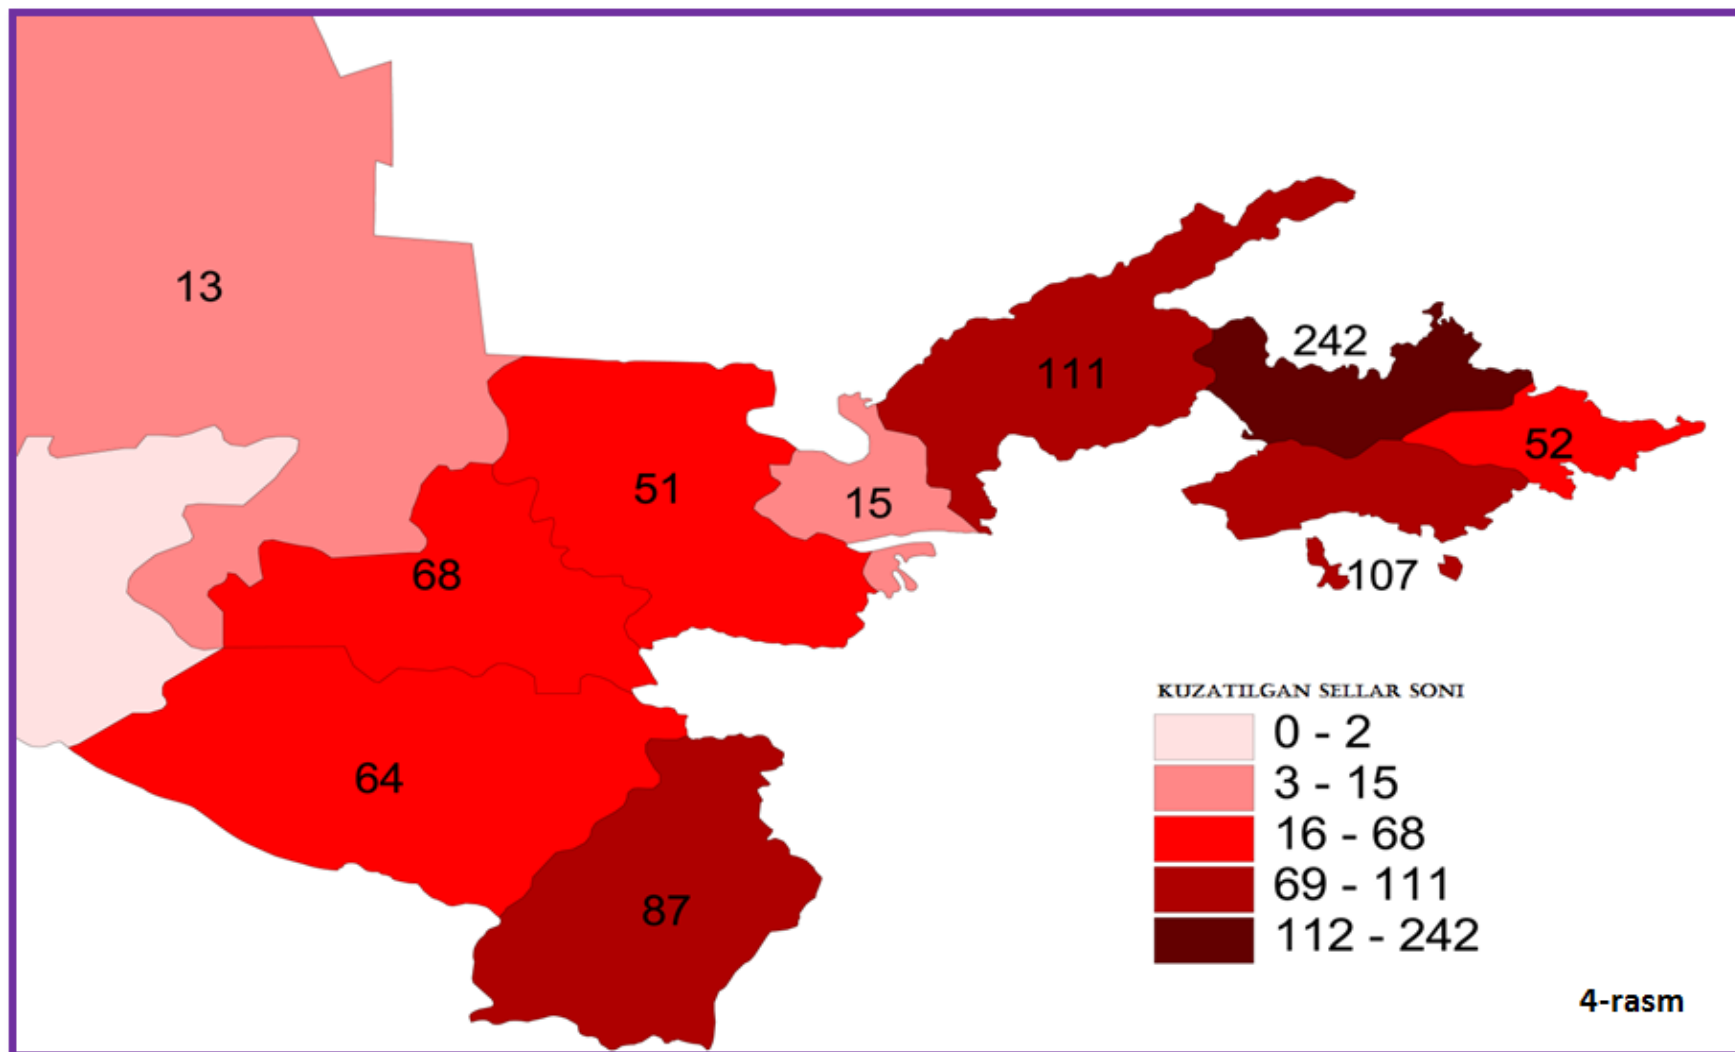 13
242
111
52
51
15
68
107
64
87
KUZATILGAN SELLAR SONI
0 - 2
3 - 15
16 - 68
69 - 111
112 - 242
4-rasm